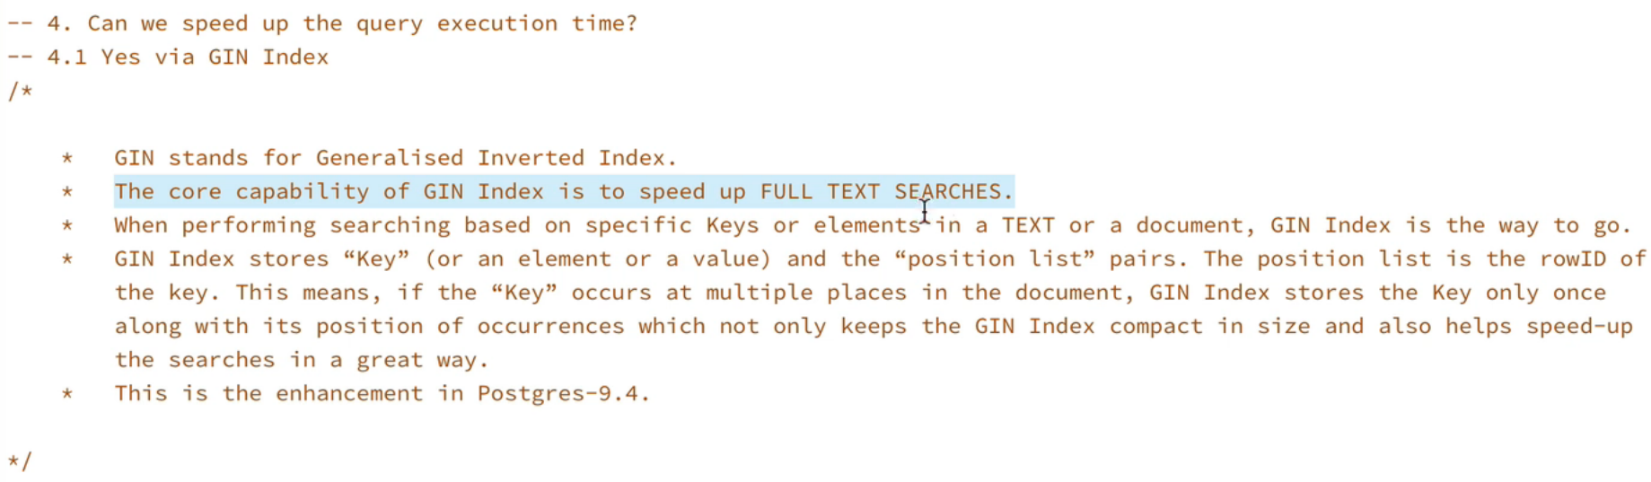 -- 4. Can we speed up the query execution time?
-- 4.1 Yes via GIN Index
/*
* GIN stands for Generalised Inverted Index.
* The core capability of GIN Index is to speed up FULL TEXT SEARCHES.
* When performing searching based on specific Keys or elements in a TEXT or a document, GIN Index is the way to go.
* GIN Index stores “Key” (or an element or a value) and the “position list” pairs. The position list is the rowID of
the key. This means, if the “Key” occurs at multiple places in the document, GIN Index stores the Key only once
along with its position of occurrences which not only keeps the GIN Index compact in size and also helps speed-up
the searches in a great way.
* This is the enhancement in Postgres-9.4.
*/